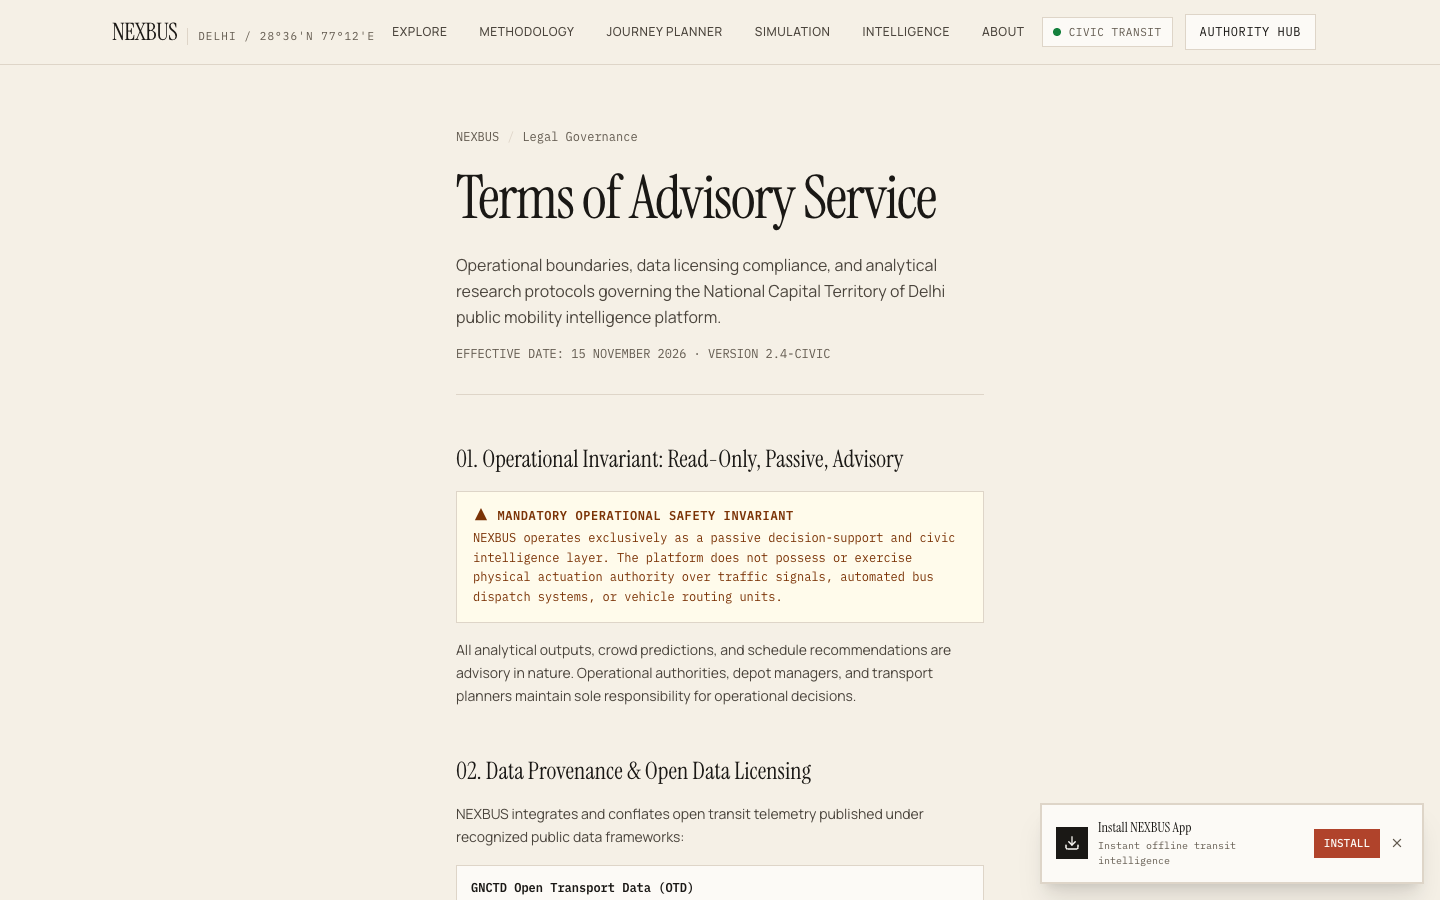 NEXBUS
DELHI / 28°36'N 77°12'E
EXPLORE
METHODOLOGY
JOURNEY PLANNER
SIMULATION
INTELLIGENCE
ABOUT
CIVIC TRANSIT
AUTHORITY HUB
NEXBUS / Legal Governance
Terms of Advisory Service
Operational boundaries, data licensing compliance, and analytical
research protocols governing the National Capital Territory of Delhi
public mobility intelligence platform.
EFFECTIVE DATE: 15 NOVEMBER 2026 · VERSION 2.4-CIVIC
01. Operational Invariant: Read-Only, Passive, Advisory
MANDATORY OPERATIONAL SAFETY INVARIANT
NEXBUS operates exclusively as a passive decision-support and civic
intelligence layer. The platform does not possess or exercise
physical actuation authority over traffic signals, automated bus
dispatch systems, or vehicle routing units.
All analytical outputs, crowd predictions, and schedule recommendations are
advisory in nature. Operational authorities, depot managers, and transport
planners maintain sole responsibility for operational decisions.
02. Data Provenance & Open Data Licensing
NEXBUS integrates and conflates open transit telemetry published under
recognized public data frameworks:
GNCTD Open Transport Data (OTD)
Install NEXBUS App
Instant offline transit
intelligence
INSTALL